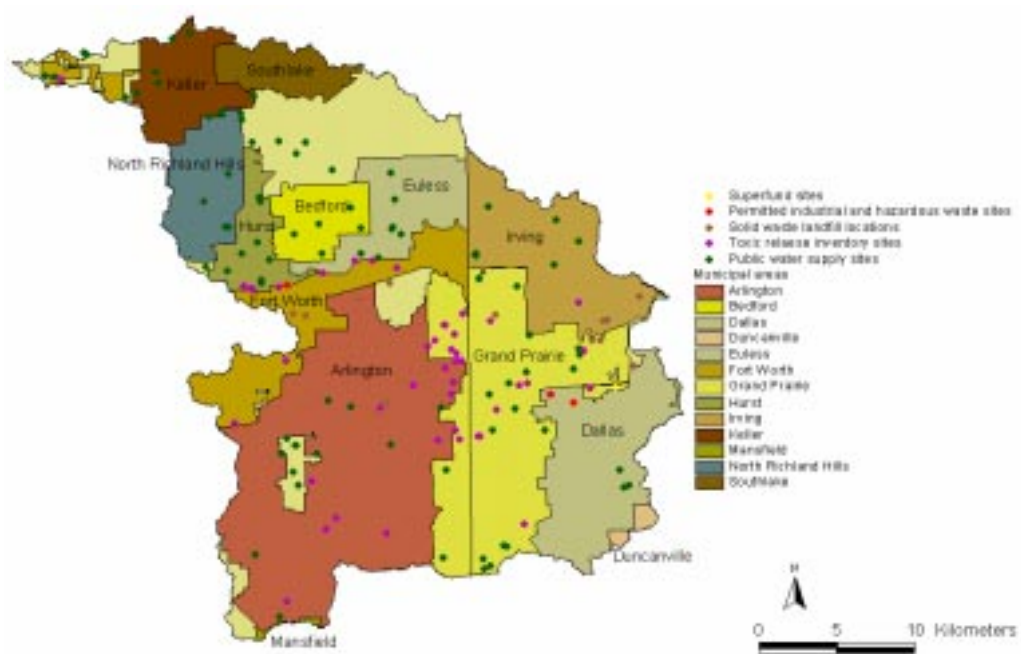 Southlake
Keller
North Richland Hills
Euless
Bedford
Hurst
Irving
Fort Worth
Grand Prairie
Arlington
Dallas
Duncanville
Mansfield
Superfund sites
Permitted industrial and hazardous waste sites
Solid waste landfill locations
Toxic release inventory sites
Public water supply sites
Municipal areas
Arlington
Bedford
Dallas
Duncanville
Euless
Fort Worth
Grand Prairie
Hurst
Irving
Keller
Mansfield
North Richland Hills
Southlake
N
0 5 10 Kilometers